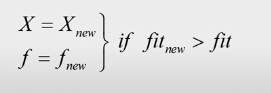 X = X_new } if fit_new > fit
f = f_new